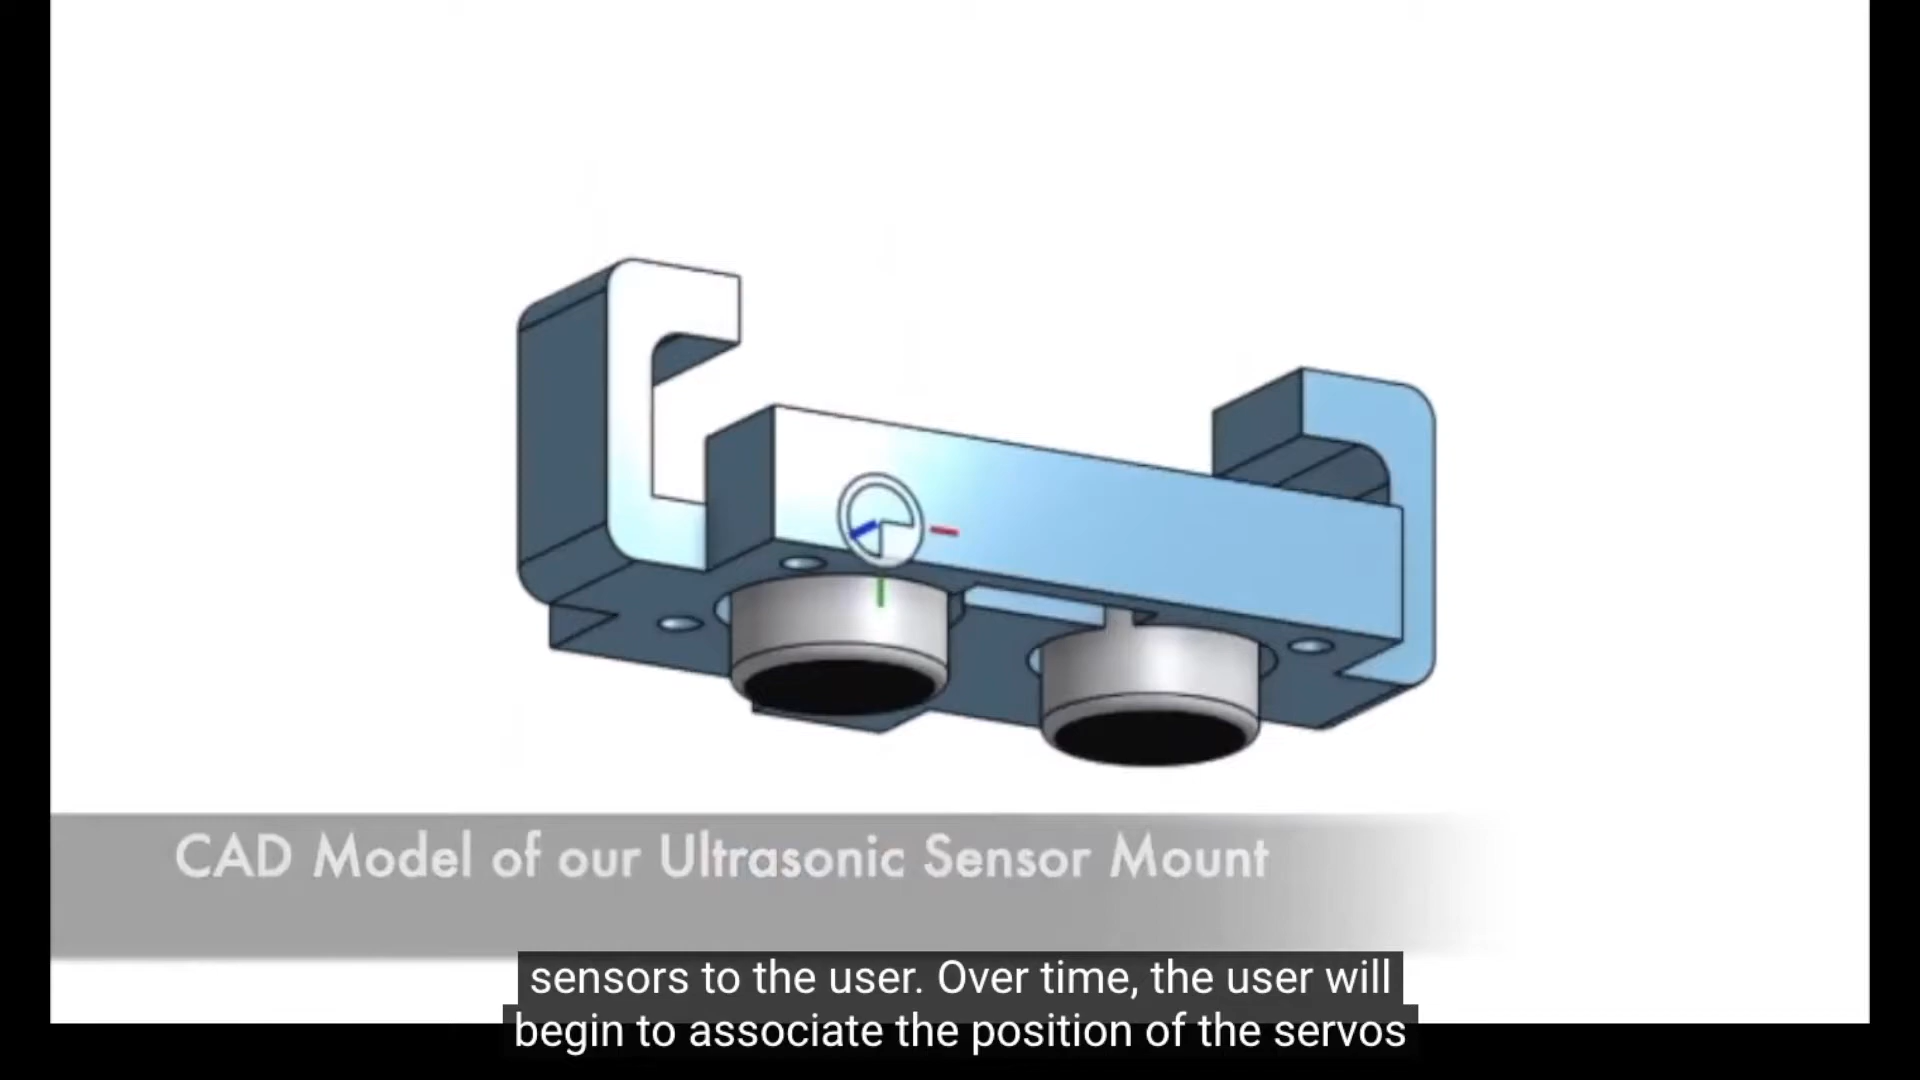 CAD Model of our Ultrasonic Sensor Mount
sensors to the user. Over time, the user will
begin to associate the position of the servos